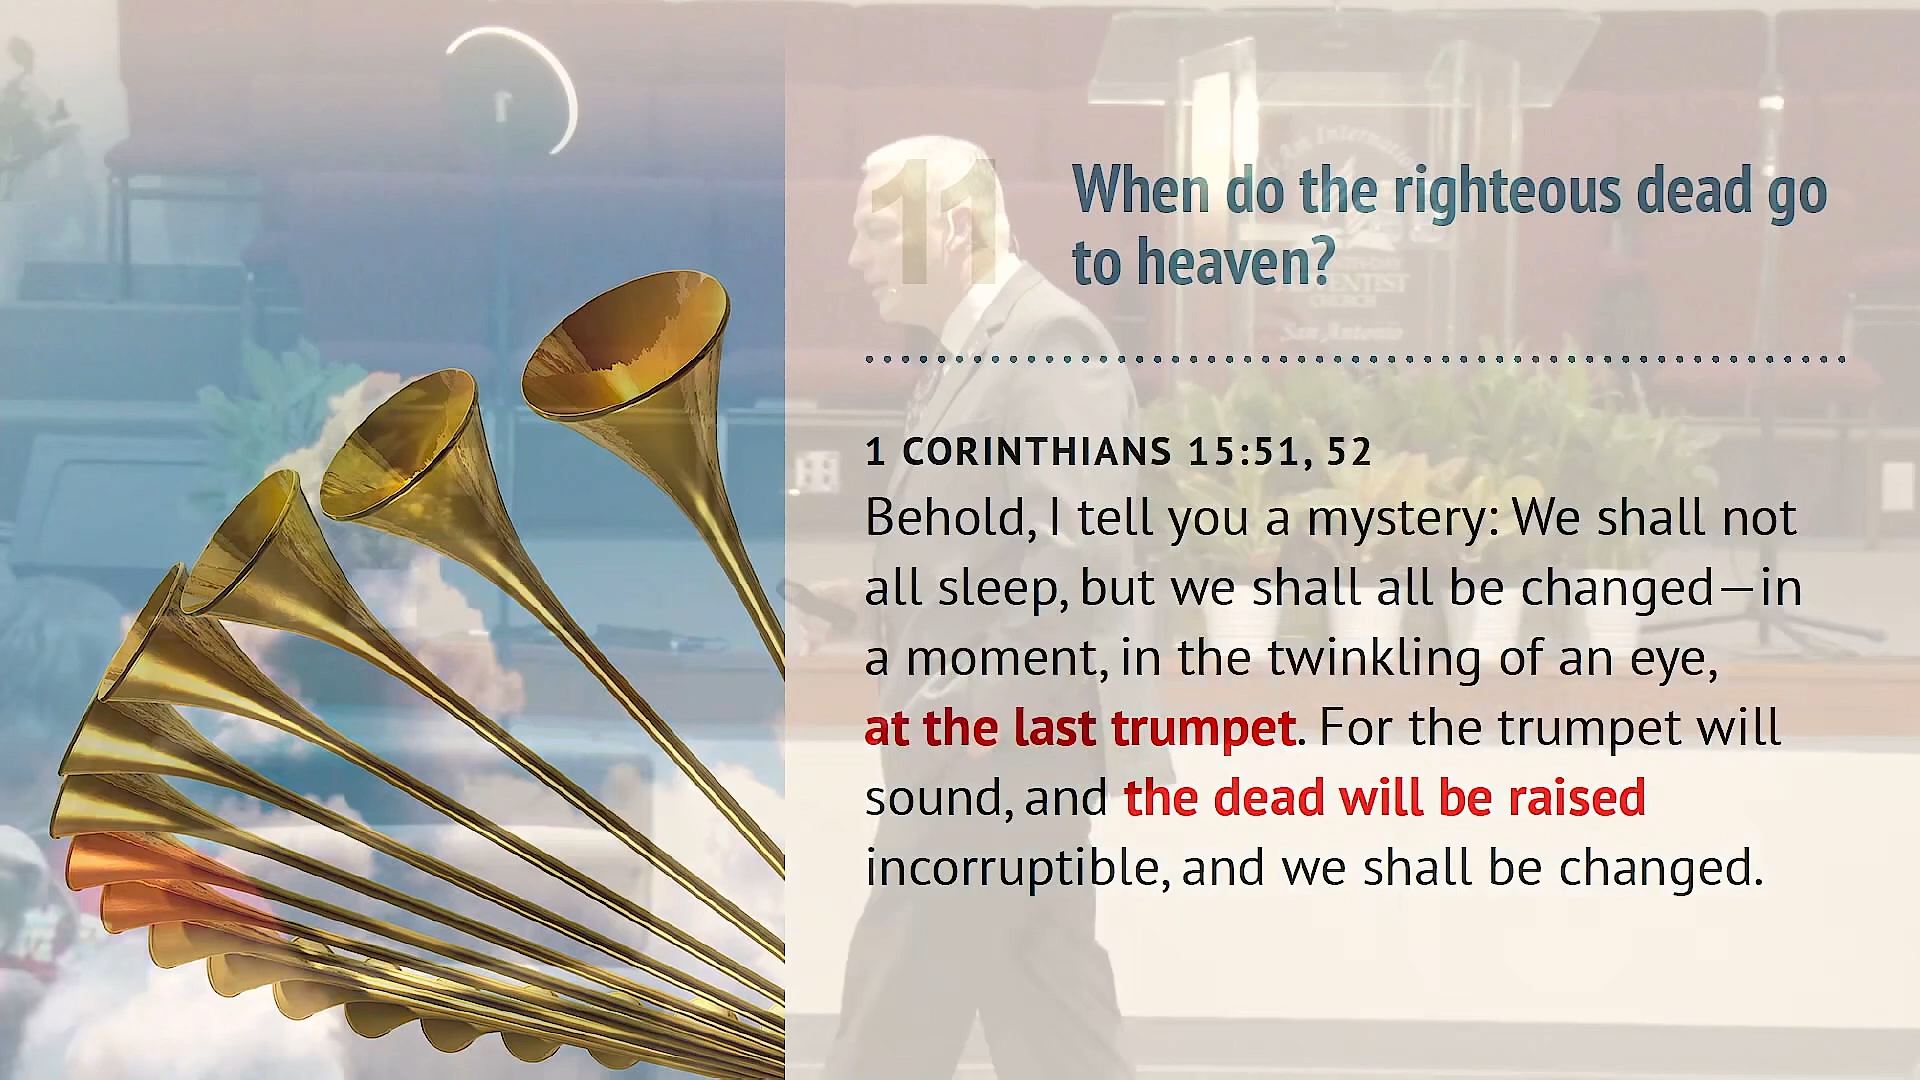 11
When do the righteous dead go
to heaven?
1 CORINTHIANS 15:51, 52
Behold, I tell you a mystery: We shall not
all sleep, but we shall all be changed—in
a moment, in the twinkling of an eye,
at the last trumpet. For the trumpet will
sound, and the dead will be raised
incorruptible, and we shall be changed.
CHURCH
San Antonio